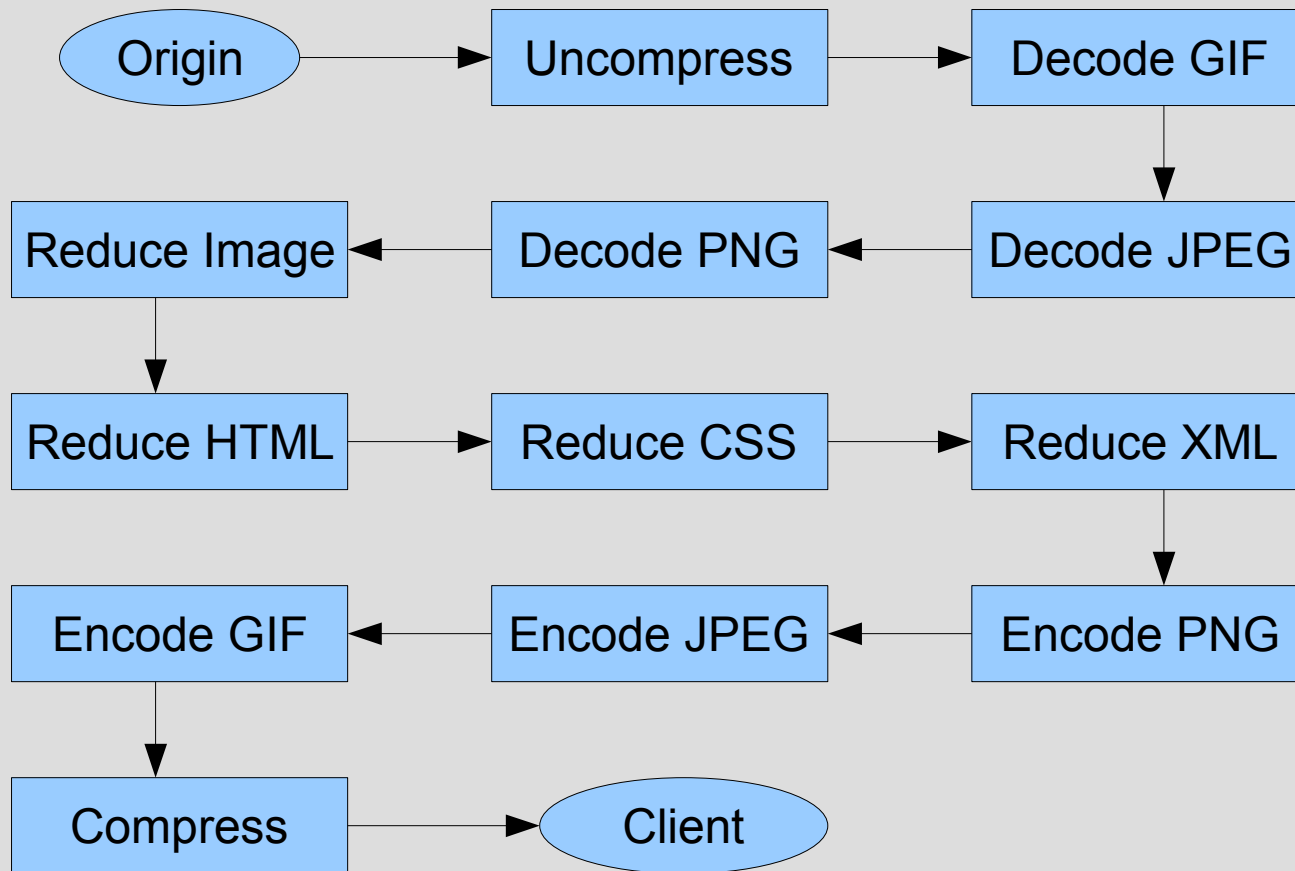 Origin
Uncompress
Decode GIF
Reduce Image
Decode PNG
Decode JPEG
Reduce HTML
Reduce CSS
Reduce XML
Encode GIF
Encode JPEG
Encode PNG
Compress
Client